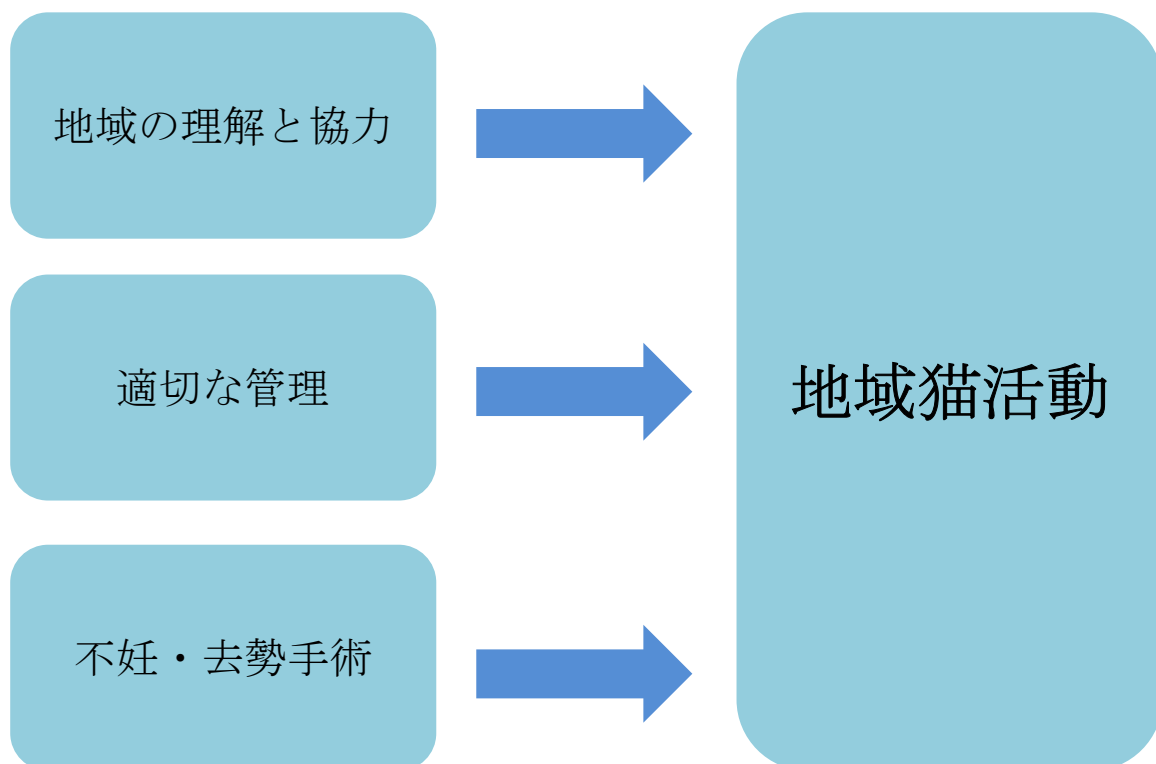 地域の理解と協力
適切な管理
地域猫活動
不妊・去勢手術